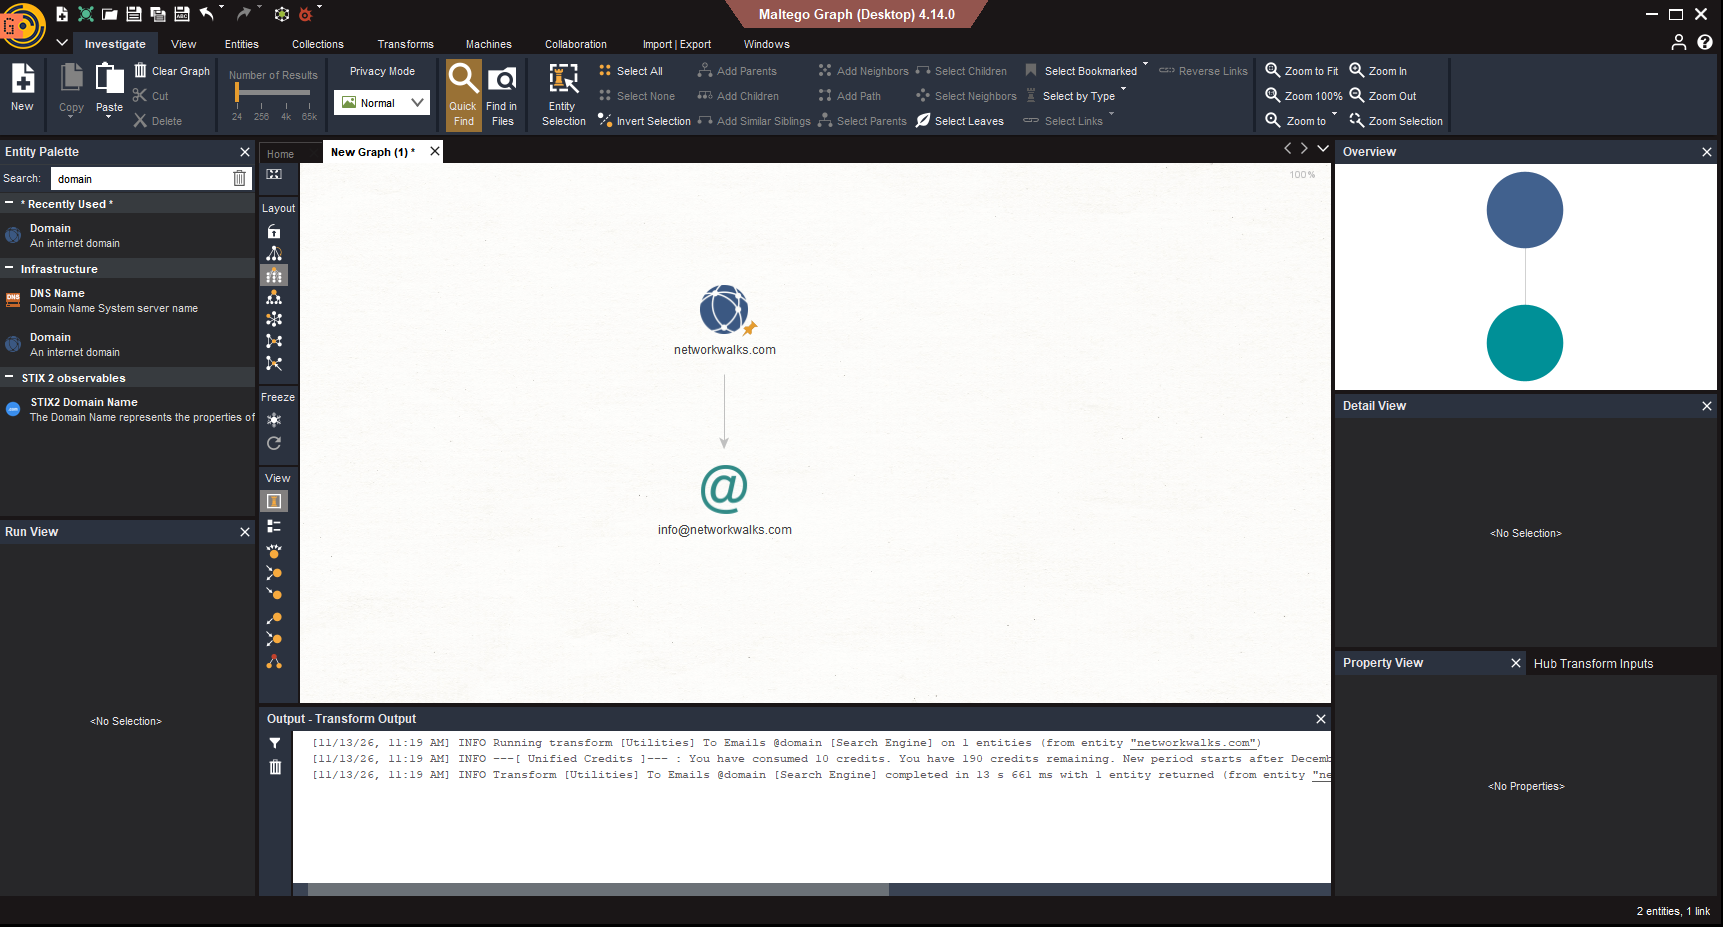 Maltego Graph (Desktop) 4.14.0
Investigate View Entities Collections Transforms Machines Collaboration Import | Export Windows
New
Copy
Paste
Clear Graph
Cut
Delete
Number of Results
24 256 4k 65k
Privacy Mode
Normal
Quick Find
Find in Files
Entity Selection
Select All
Select None
Invert Selection
Add Parents
Add Children
Add Similar Siblings
Add Neighbors
Add Path
Select Parents
Select Children
Select Neighbors
Select Leaves
Select Bookmarked
Select by Type
Select Links
Reverse Links
Zoom to Fit
Zoom 100%
Zoom to
Zoom In
Zoom Out
Zoom Selection
Entity Palette
Search: domain
* Recently Used *
Domain
An internet domain
Infrastructure
DNS Name
Domain Name System server name
Domain
An internet domain
STIX 2 observables
STIX2 Domain Name
The Domain Name represents the properties of
Run View
<No Selection>
Home
New Graph (1) *
Layout
Freeze
View
100%
networkwalks.com
@
info@networkwalks.com
Output - Transform Output
[11/13/26, 11:19 AM] INFO Running transform [Utilities] To Emails @domain [Search Engine] on 1 entities (from entity "networkwalks.com")
[11/13/26, 11:19 AM] INFO ---[ Unified Credits ]--- : You have consumed 10 credits. You have 190 credits remaining. New period starts after Decemb
[11/13/26, 11:19 AM] INFO Transform [Utilities] To Emails @domain [Search Engine] completed in 13 s 661 ms with 1 entity returned (from entity "ne
Overview
Detail View
<No Selection>
Property View
Hub Transform Inputs
<No Properties>
2 entities, 1 link